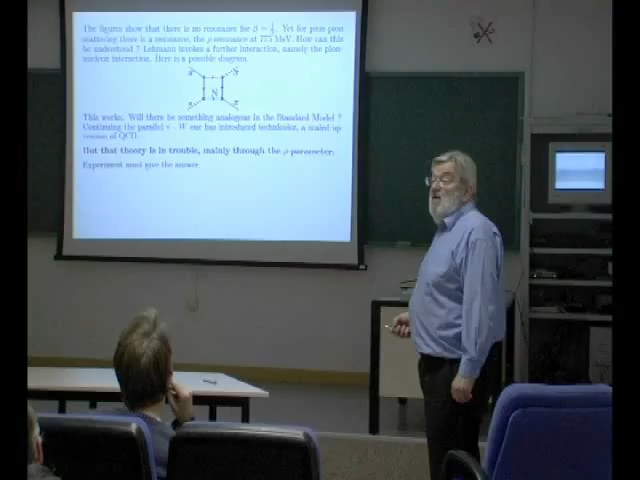 The figures show that there is no resonance for β = 1/2. Yet for pion-pion
scattering there is a resonance, the ρ resonance at 775 MeV. How can this
be understood ? Lehmann invokes a further interaction, namely the pion-
nucleon interaction. Here is a possible diagram.
π π
N
π π
This works. Will there be something analogous in the Standard Model ?
Continuing the parallel π - W one has introduced technicolor, a scaled up
version of QCD.
But that theory is in trouble, mainly through the ρ-parameter.
Experiment must give the answer.